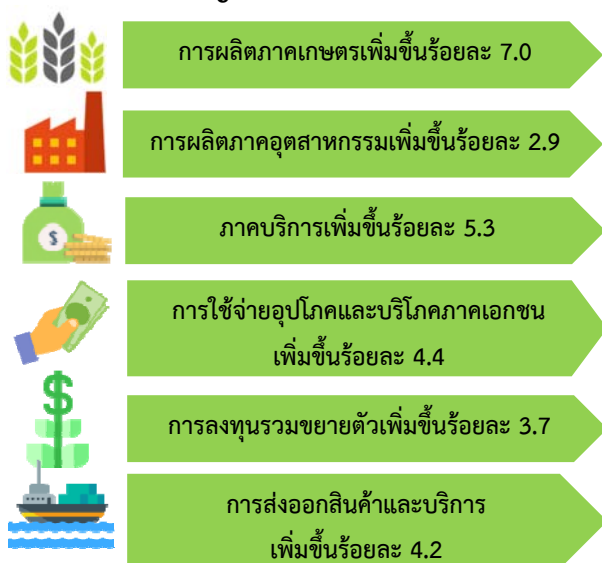 การผลิตภาคเกษตรเพิ่มขึ้นร้อยละ 7.0
การผลิตภาคอุตสาหกรรมเพิ่มขึ้นร้อยละ 2.9
ภาคบริการเพิ่มขึ้นร้อยละ 5.3
$
การใช้จ่ายอุปโภคและบริโภคภาคเอกชน
เพิ่มขึ้นร้อยละ 4.4
$
การลงทุนรวมขยายตัวเพิ่มขึ้นร้อยละ 3.7
การส่งออกสินค้าและบริการ
เพิ่มขึ้นร้อยละ 4.2